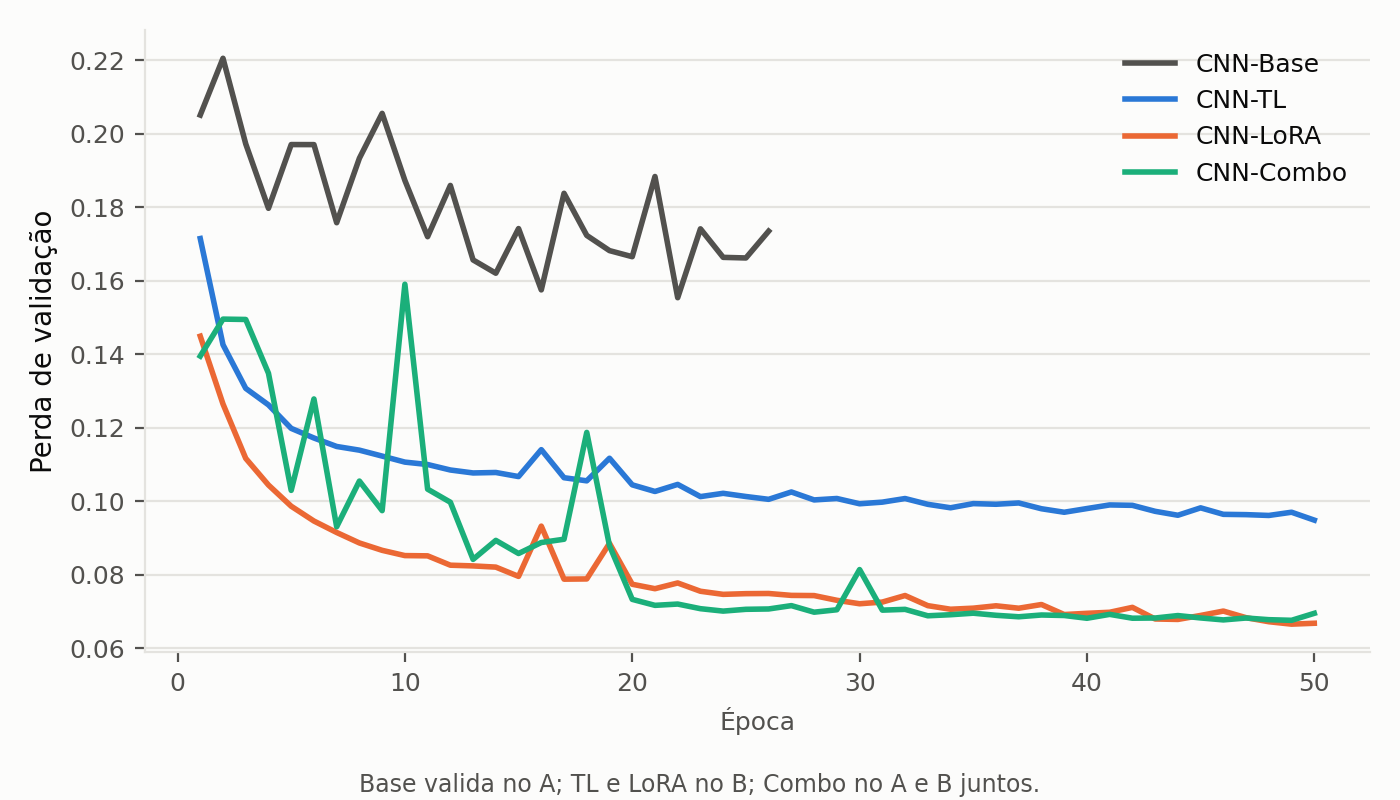 CNN-Base
CNN-TL
CNN-LoRA
CNN-Combo
Perda de validação
0.22
0.20
0.18
0.16
0.14
0.12
0.10
0.08
0.06
0 10 20 30 40 50
Época
Base valida no A; TL e LoRA no B; Combo no A e B juntos.